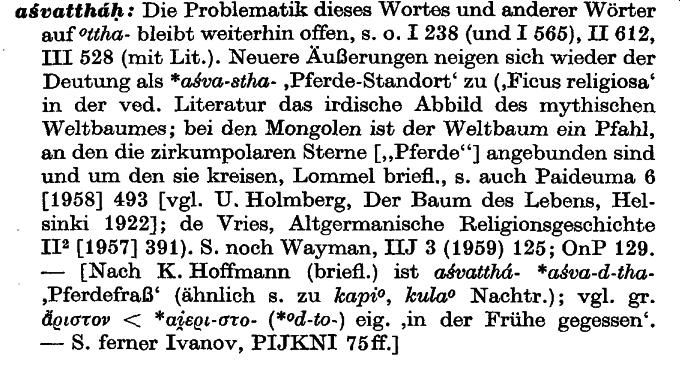 aśvattháḥ: Die Problematik dieses Wortes und anderer Wörter
auf °ttha- bleibt weiterhin offen, s. o. I 238 (und I 565), II 612,
III 528 (mit Lit.). Neuere Äußerungen neigen sich wieder der
Deutung als *aśva-stha- ‚Pferde-Standort‘ zu (‚Ficus religiosa‘
in der ved. Literatur das irdische Abbild des mythischen
Weltbaumes; bei den Mongolen ist der Weltbaum ein Pfahl,
an den die zirkumpolaren Sterne [„Pferde“] angebunden sind
und um den sie kreisen, Lommel briefl., s. auch Paideuma 6
[1958] 493 [vgl. U. Holmberg, Der Baum des Lebens, Hel-
sinki 1922]; de Vries, Altgermanische Religionsgeschichte
II² [1957] 391). S. noch Wayman, IIJ 3 (1959) 125; OnP 129.
— [Nach K. Hoffmann (briefl.) ist aśvatthá- *aśva-d-tha-
‚Pferdefraß‘ (ähnlich s. zu kapi°, kula° Nachtr.); vgl. gr.
ἄριστον < *αι̯ερι-στο- (*°d-to-) eig. ‚in der Frühe gegessen‘.
— S. ferner Ivanov, PIJKNI 75ff.]